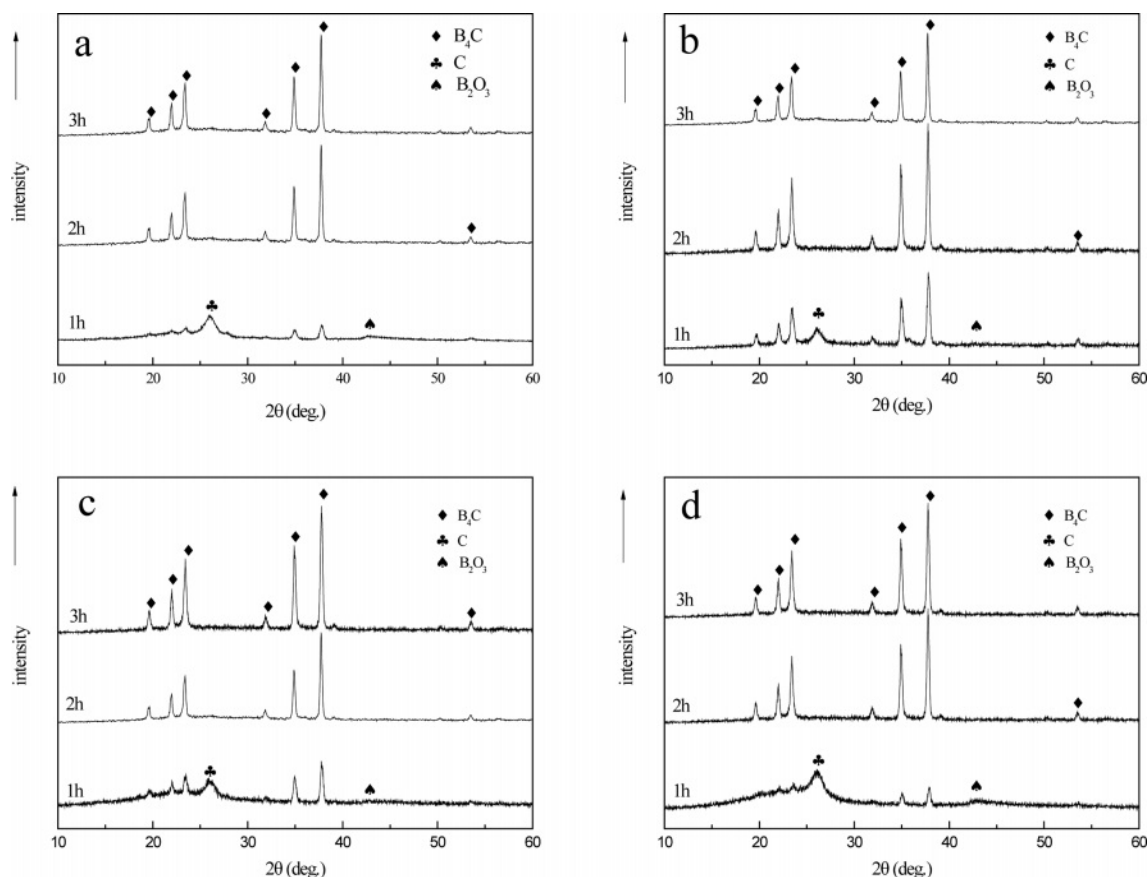 a
♦ B₄C
♣ C
♠ B₂O₃
3h
2h
1h
intensity
10 20 30 40 50 60
2θ (deg.)
b
♦ B₄C
♣ C
♠ B₂O₃
3h
2h
1h
intensity
10 20 30 40 50 60
2θ (deg.)
c
♦ B₄C
♣ C
♠ B₂O₃
3h
2h
1h
intensity
10 20 30 40 50 60
2θ (deg.)
d
♦ B₄C
♣ C
♠ B₂O₃
3h
2h
1h
intensity
10 20 30 40 50 60
2θ (deg.)